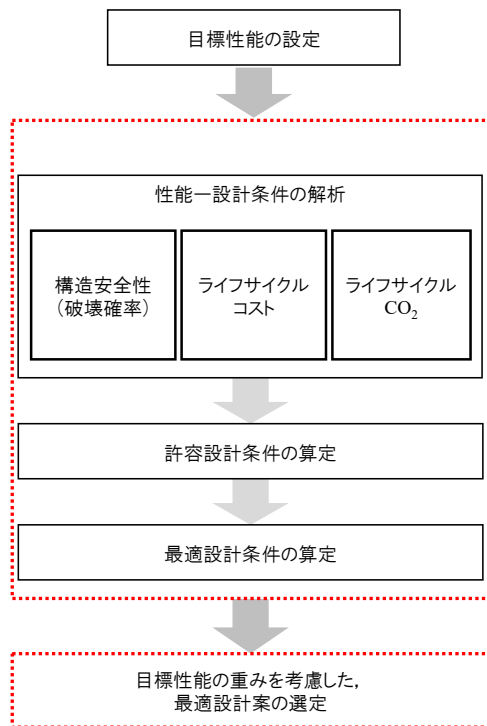 目標性能の設定
性能ー設計条件の解析
構造安全性
（破壊確率）
ライフサイクル
コスト
ライフサイクル
CO₂
許容設計条件の算定
最適設計条件の算定
目標性能の重みを考慮した,
最適設計案の選定